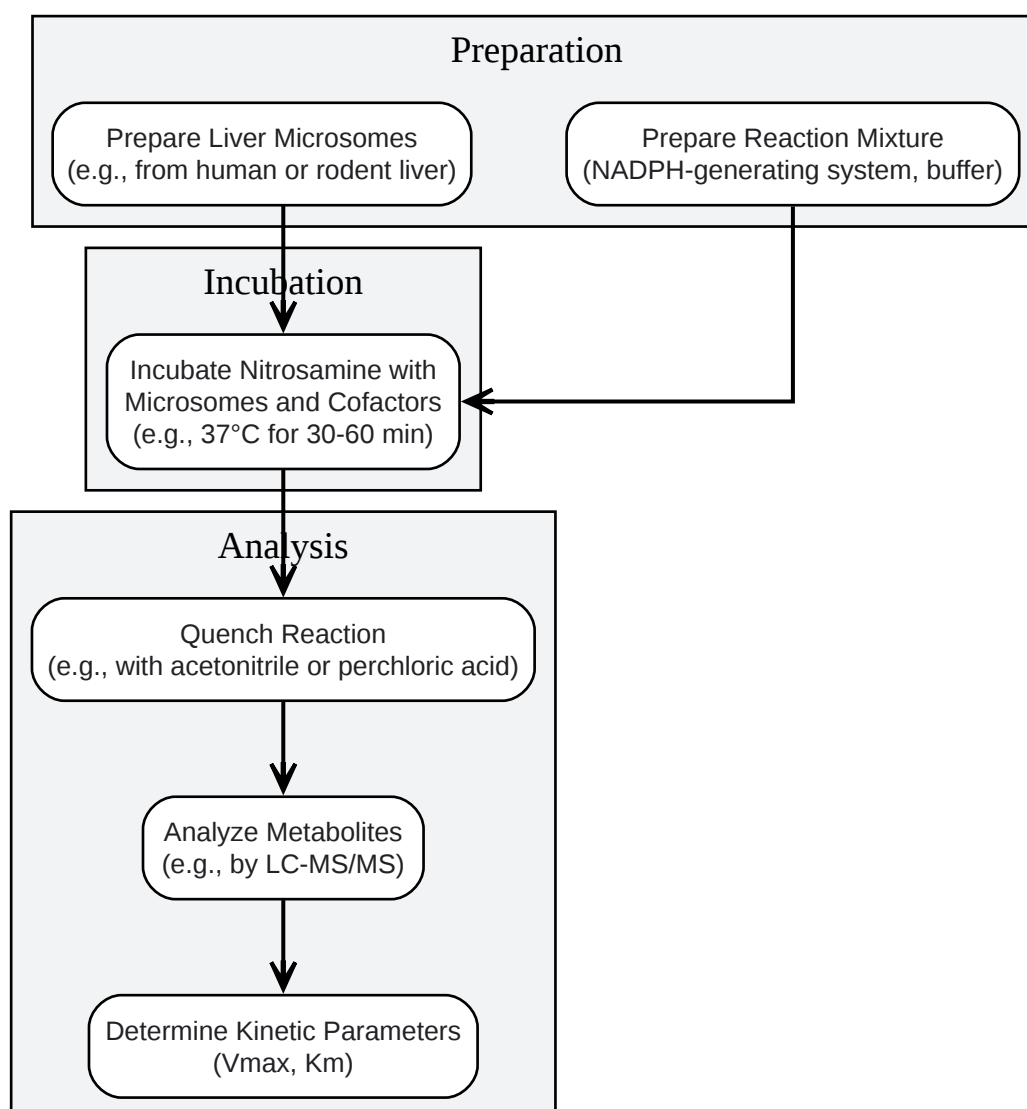 Preparation
Prepare Liver Microsomes
(e.g., from human or rodent liver)
Prepare Reaction Mixture
(NADPH-generating system, buffer)
Incubation
Incubate Nitrosamine with
Microsomes and Cofactors
(e.g., 37°C for 30-60 min)
Analysis
Quench Reaction
(e.g., with acetonitrile or perchloric acid)
Analyze Metabolites
(e.g., by LC-MS/MS)
Determine Kinetic Parameters
(Vmax, Km)